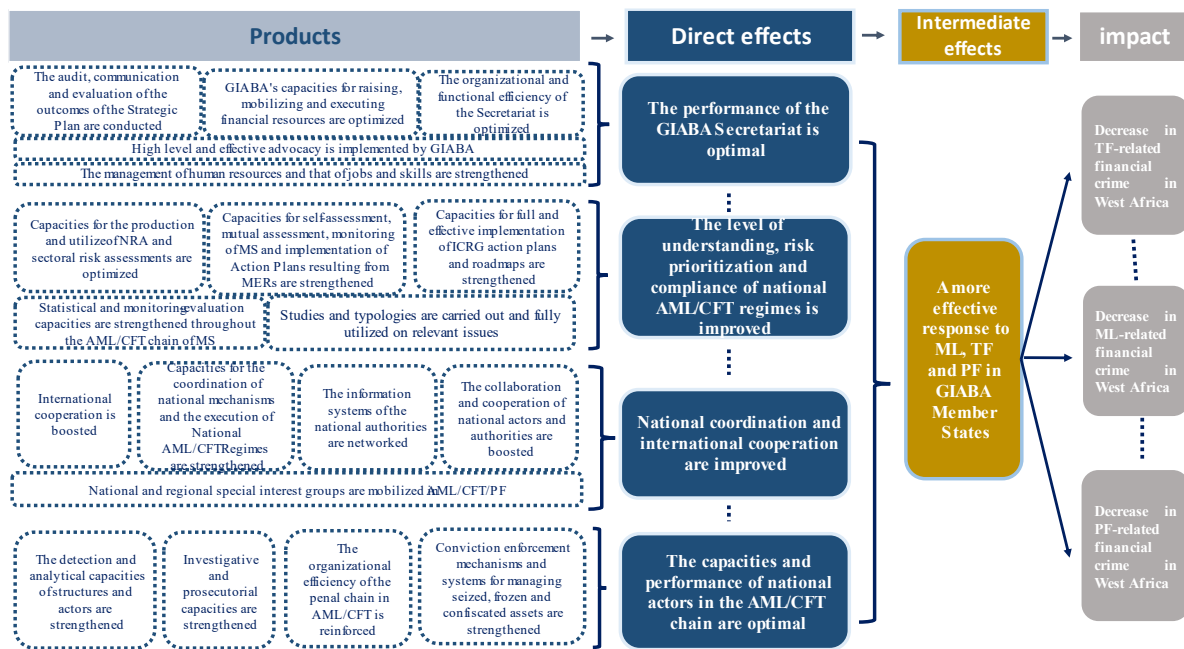 Products
Direct effects
Intermediate
effects
impact
The audit, communication
and evaluation of the
outcomes of the Strategic
Plan are conducted
GIABA's capacities for raising,
mobilizing and executing
financial resources are optimized
The organizational and
functional efficiency of
the Secretariat is
optimized
High level and effective advocacy is implemented by GIABA
The management of human resources and that of jobs and skills are strengthened
The performance of the
GIABA Secretariat is
optimal
Capacities for the production
and utilize of NRA and
sectoral risk assessments are
optimized
Capacities for self-assessment,
mutual assessment, monitoring
of MS and implementation of
Action Plans resulting from
MERs are strengthened
Capacities for full and
effective implementation
of ICRG action plans
and roadmaps are
strengthened
Statistical and monitoring-evaluation
capacities are strengthened throughout
the AML/CFT chain of MS
Studies and typologies are carried out and fully
utilized on relevant issues
The level of
understanding, risk
prioritization and
compliance of national
AML/CFT regimes is
improved
International
cooperation is
boosted
Capacities for the
coordination of
national mechanisms
and the execution of
National
AML/CFT Regimes
are strengthened
The information
systems of the
national authorities
are networked
The collaboration
and cooperation of
national actors and
authorities are
boosted
National and regional special interest groups are mobilized in AML/CFT/PF
National coordination and
international cooperation
are improved
The detection and
analytical capacities
of structures and
actors are
strengthened
Investigative
and
prosecutorial
capacities are
strengthened
The
organizational
efficiency of the
penal chain in
AML/CFT is
reinforced
Conviction enforcement
mechanisms and
systems for managing
seized, frozen and
confiscated assets are
strengthened
The capacities and
performance of national
actors in the AML/CFT
chain are optimal
A more
effective
response to
ML, TF
and PF in
GIABA
Member
States
Decrease in
TF-related
financial
crime in
West Africa
Decrease in
ML-related
financial
crime in
West Africa
Decrease in
PF-related
financial
crime in
West Africa